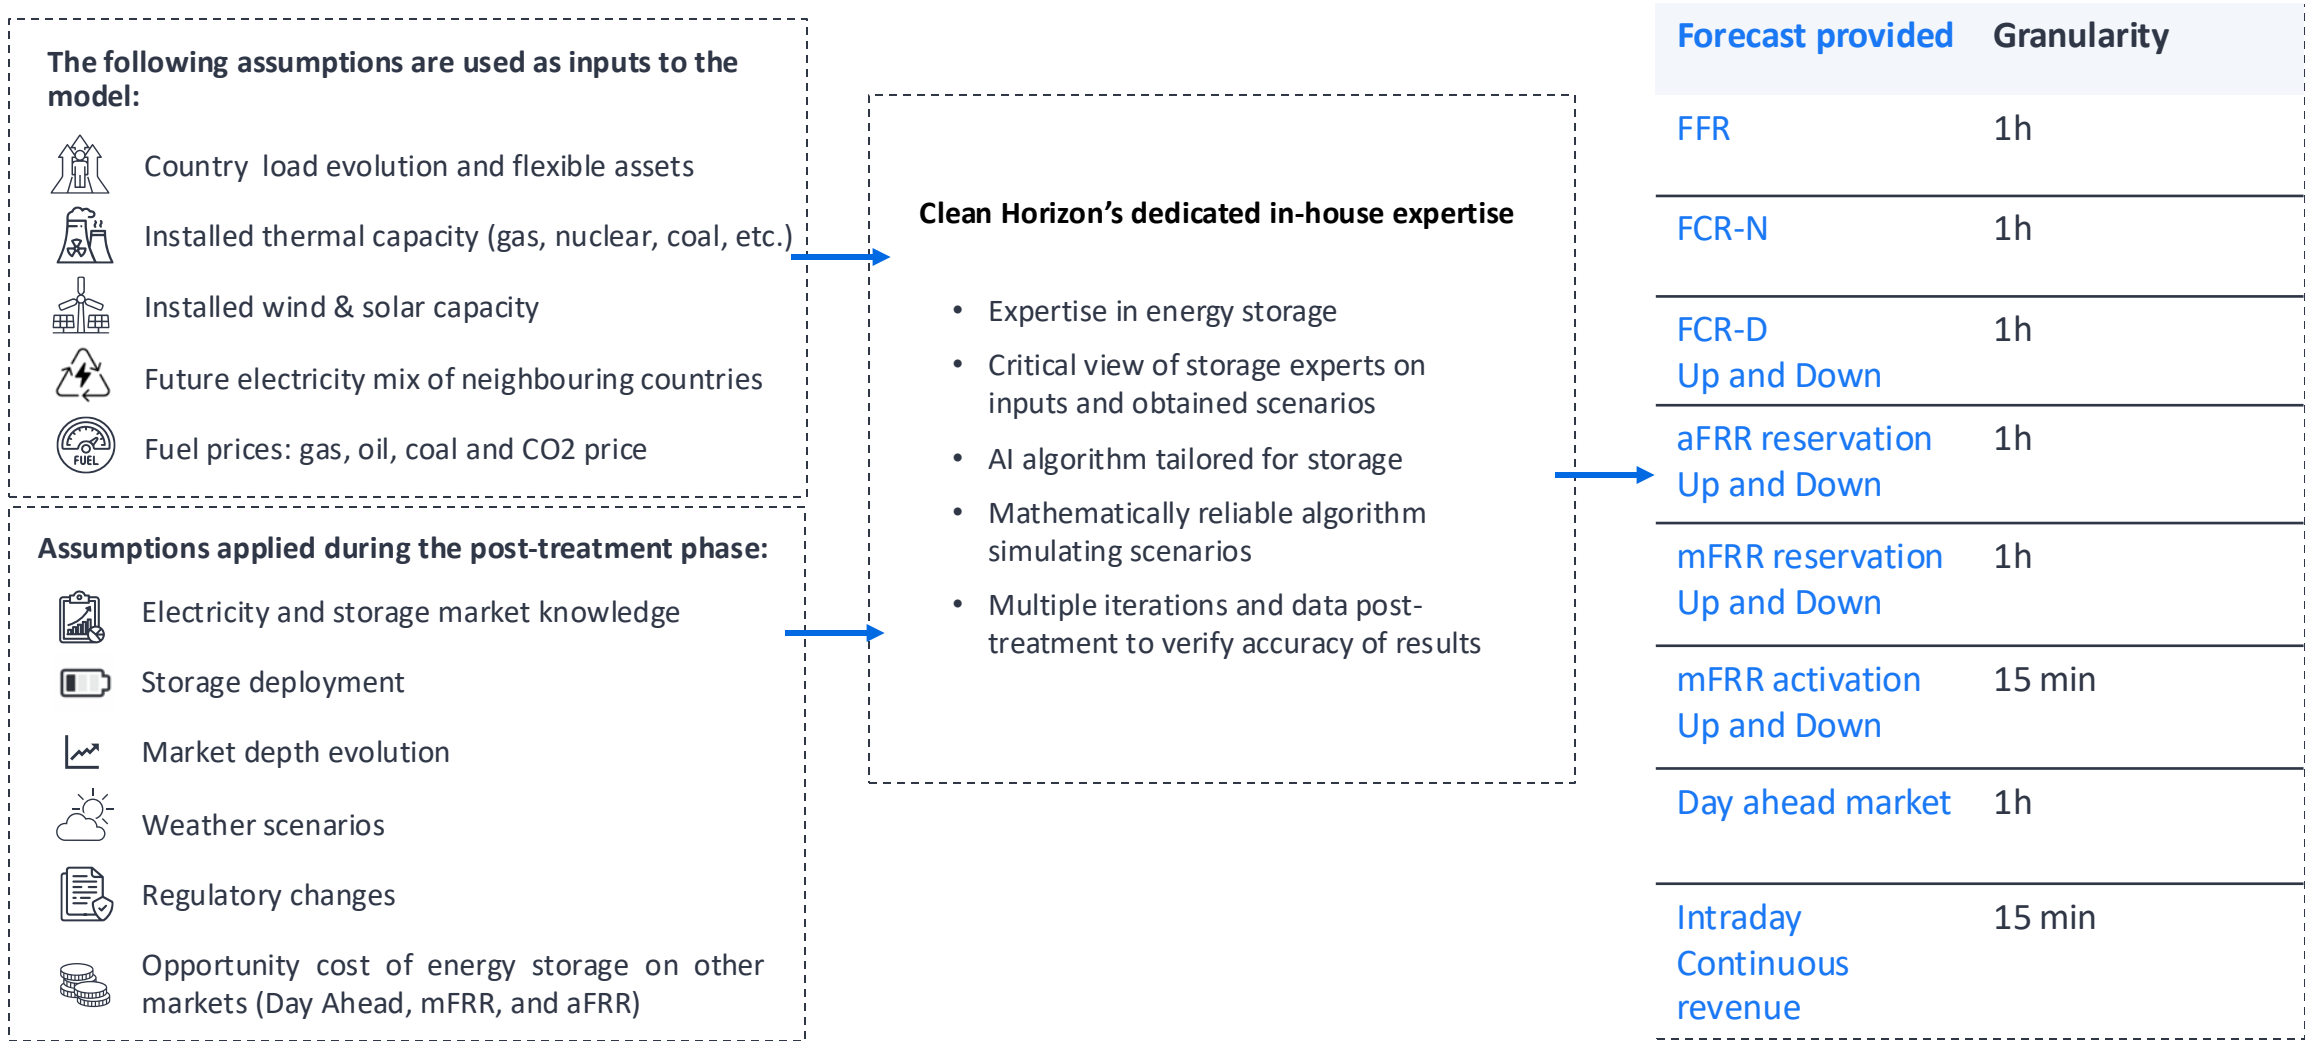 The following assumptions are used as inputs to the
model:
Country load evolution and flexible assets
Installed thermal capacity (gas, nuclear, coal, etc.)
Installed wind & solar capacity
Future electricity mix of neighbouring countries
FUEL
Fuel prices: gas, oil, coal and CO2 price
Assumptions applied during the post-treatment phase:
Electricity and storage market knowledge
Storage deployment
Market depth evolution
Weather scenarios
Regulatory changes
Opportunity cost of energy storage on other
markets (Day Ahead, mFRR, and aFRR)
Clean Horizon’s dedicated in-house expertise
• Expertise in energy storage
• Critical view of storage experts on
inputs and obtained scenarios
• AI algorithm tailored for storage
• Mathematically reliable algorithm
simulating scenarios
• Multiple iterations and data post-
treatment to verify accuracy of results
Forecast provided Granularity
FFR 1h
FCR-N 1h
FCR-D 1h
Up and Down
aFRR reservation 1h
Up and Down
mFRR reservation 1h
Up and Down
mFRR activation 15 min
Up and Down
Day ahead market 1h
Intraday 15 min
Continuous
revenue